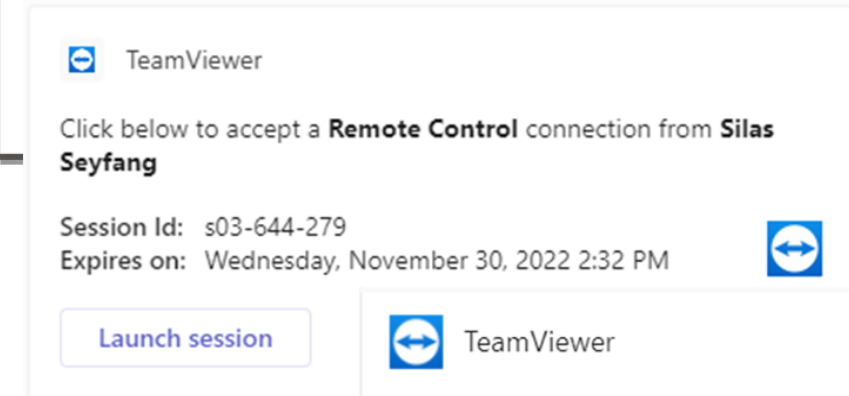 TeamViewer
Click below to accept a Remote Control connection from Silas
Seyfang
Session Id: s03-644-279
Expires on: Wednesday, November 30, 2022 2:32 PM
Launch session
TeamViewer